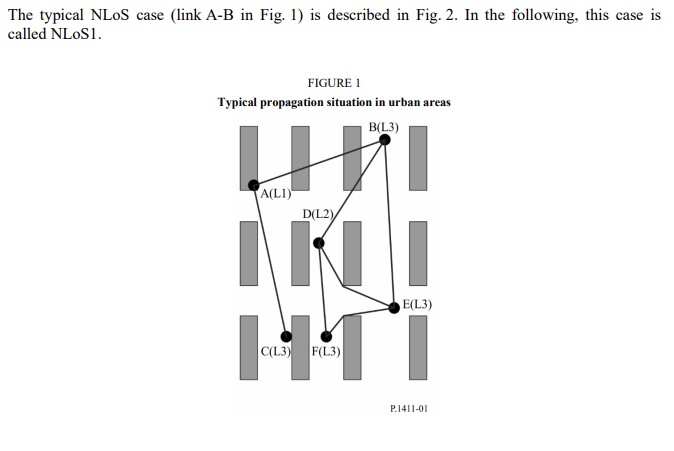 The typical NLoS case (link A-B in Fig. 1) is described in Fig. 2. In the following, this case is
called NLoS1.
FIGURE 1
Typical propagation situation in urban areas
B(L3)
A(L1)
D(L2)
E(L3)
C(L3)
F(L3)
P.1411-01